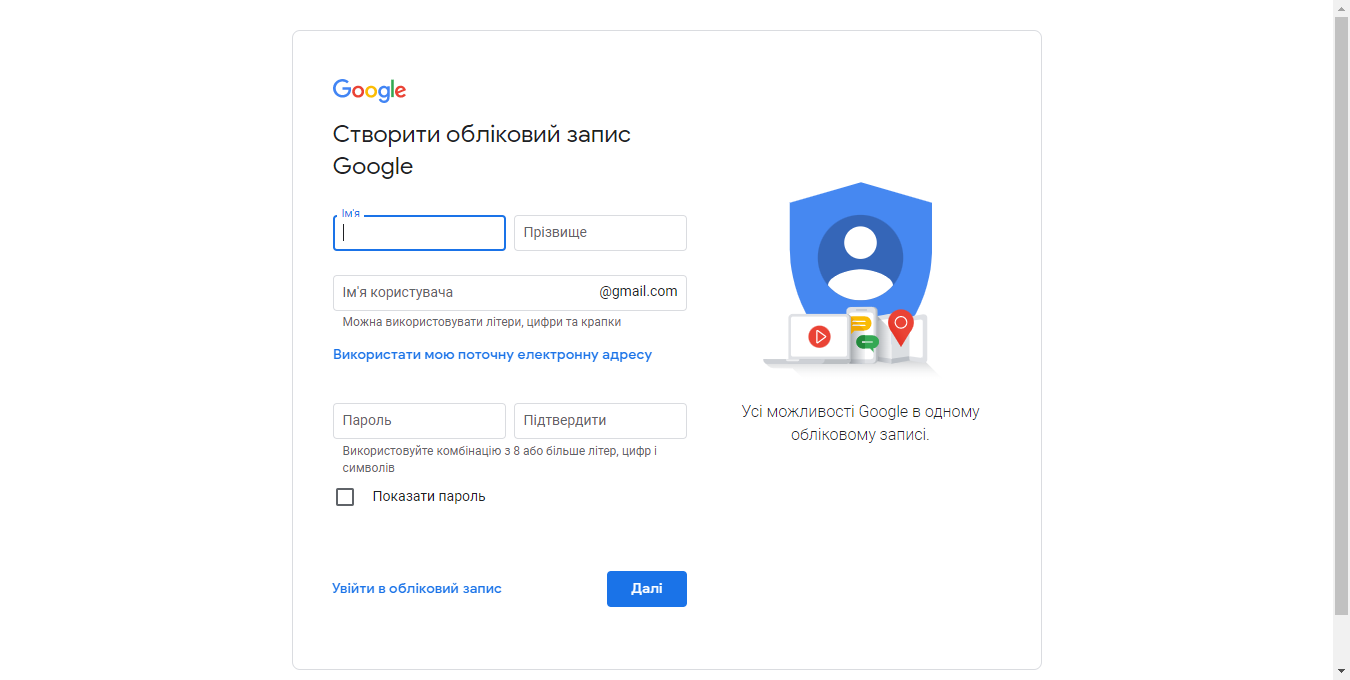 Google
Створити обліковий запис
Google
Ім'я
Прізвище
Ім'я користувача
@gmail.com
Можна використовувати літери, цифри та крапки
Використати мою поточну електронну адресу
Пароль
Підтвердити
Використовуйте комбінацію з 8 або більше літер, цифр і
символів
Показати пароль
Увійти в обліковий запис
Далі
Усі можливості Google в одному
обліковому записі.